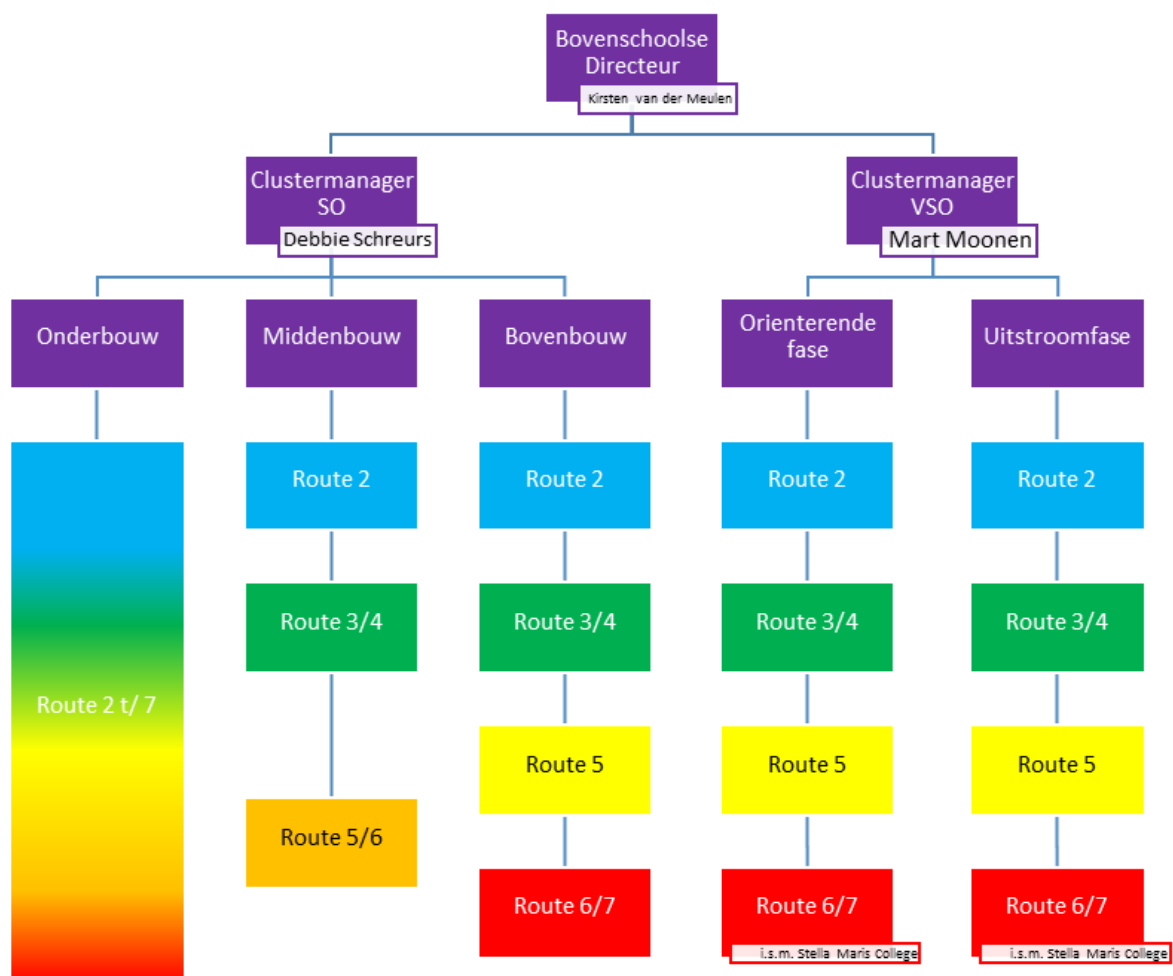 Bovenschoolse
Directeur
Kirsten van der Meulen
Clustermanager
SO
Debbie Schreurs
Clustermanager
VSO
Mart Moonen
Onderbouw
Middenbouw
Bovenbouw
Orienterende
fase
Uitstroomfase
Route 2 t/ 7
Route 2
Route 2
Route 2
Route 2
Route 3/4
Route 3/4
Route 3/4
Route 3/4
Route 5/6
Route 5
Route 5
Route 5
Route 6/7
Route 6/7
i.s.m. Stella Maris College
Route 6/7
i.s.m. Stella Maris College